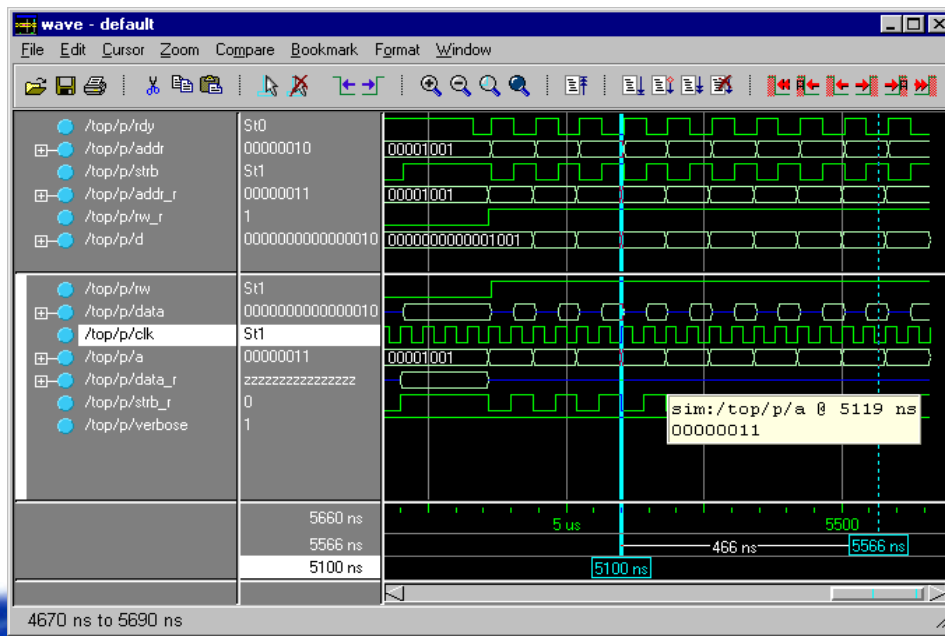 wave - default
File Edit Cursor Zoom Compare Bookmark Format Window
/top/p/rdy St0
/top/p/addr 00000010 00001001
/top/p/strb St1
/top/p/addr_r 00000011 00001001
/top/p/rw_r 1
/top/p/d 0000000000000010 0000000000001001
/top/p/rw St1
/top/p/data 0000000000000010
/top/p/clk St1
/top/p/a 00000011 00001001
/top/p/data_r zzzzzzzzzzzzzzzz
/top/p/strb_r 0
/top/p/verbose 1
sim:/top/p/a @ 5119 ns
00000011
5660 ns 5 us 5500
5566 ns 466 ns 5566 ns
5100 ns 5100 ns
4670 ns to 5690 ns